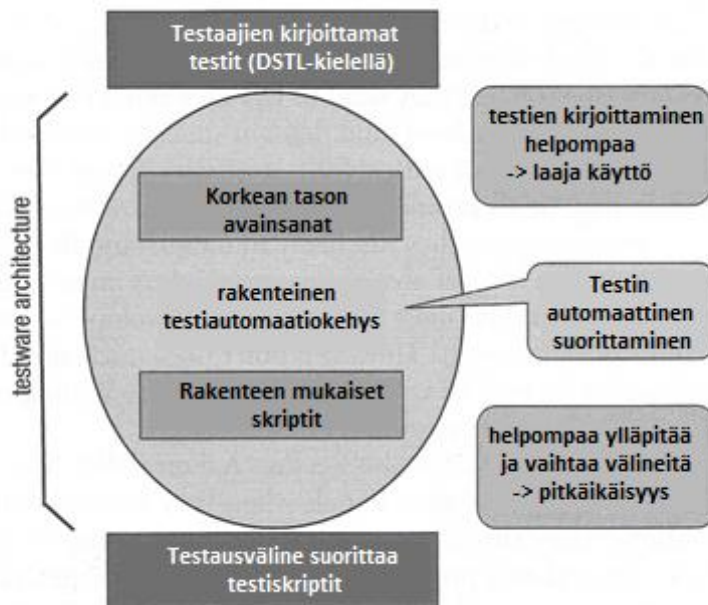 Testaajien kirjoittamat
testit (DSTL-kielellä)
testware architecture
Korkean tason
avainsanat
rakenteinen
testiautomaatiokehys
Rakenteen mukaiset
skriptit
Testausväline suorittaa
testiskriptit
testien kirjoittaminen
helpompaa
-> laaja käyttö
Testin
automaattinen
suorittaminen
helpompaa ylläpitää
ja vaihtaa välineitä
-> pitkäikäisyys